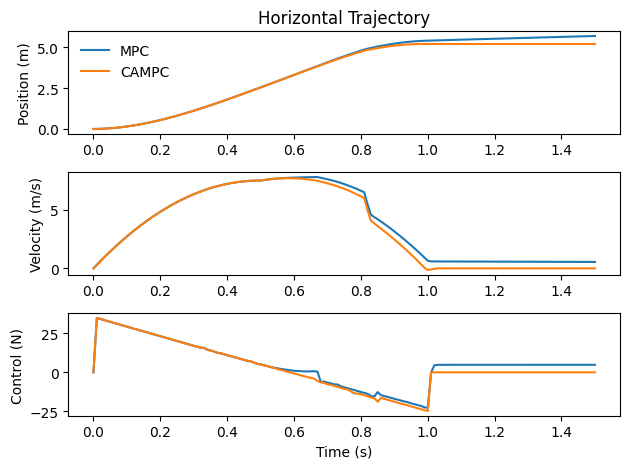 Horizontal Trajectory
Position (m)
5.0
2.5
0.0
MPC
CAMPC
0.0 0.2 0.4 0.6 0.8 1.0 1.2 1.4
Velocity (m/s)
5
0
0.0 0.2 0.4 0.6 0.8 1.0 1.2 1.4
Control (N)
25
0
−25
0.0 0.2 0.4 0.6 0.8 1.0 1.2 1.4
Time (s)